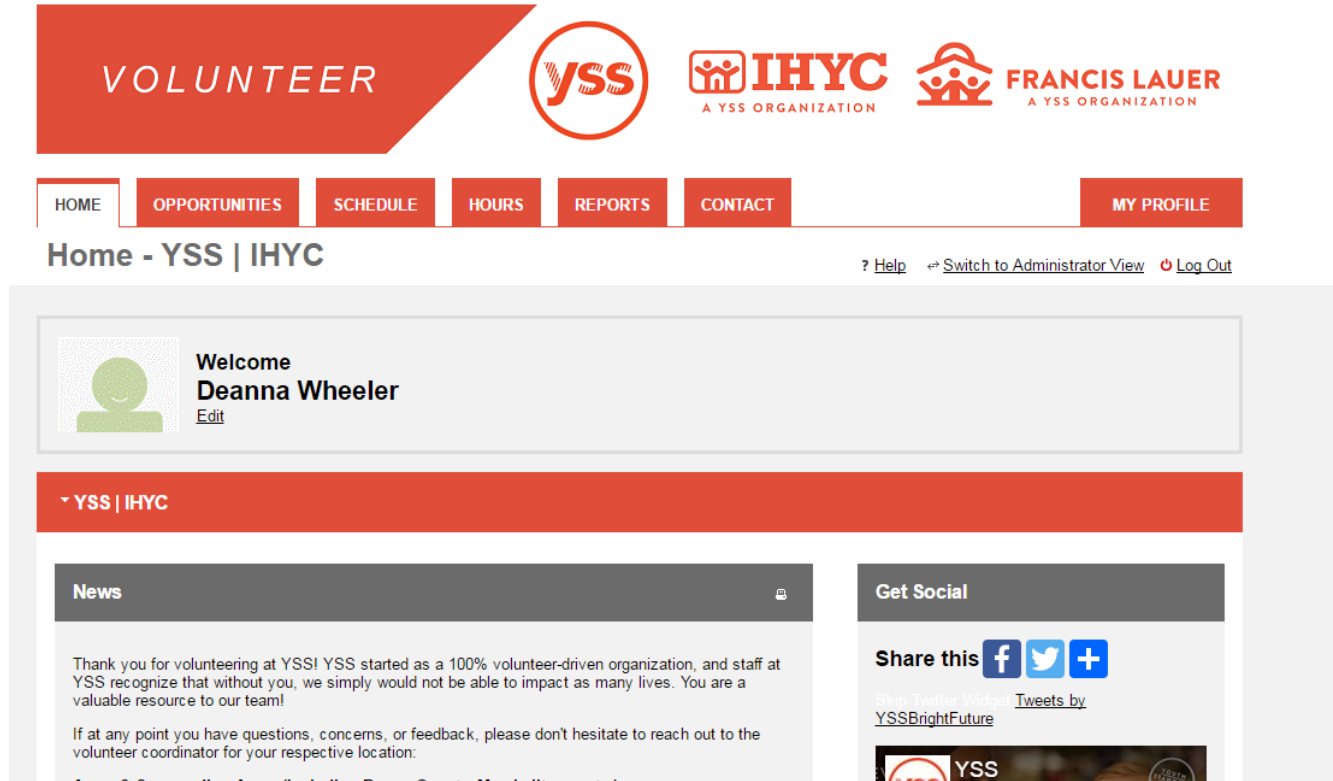 VOLUNTEER
yss
IHYC
A YSS ORGANIZATION
FRANCIS LAUER
A YSS ORGANIZATION
HOME OPPORTUNITIES SCHEDULE HOURS REPORTS CONTACT MY PROFILE
Home - YSS | IHYC
? Help Switch to Administrator View Log Out
Welcome
Deanna Wheeler
Edit
YSS | IHYC
News
Thank you for volunteering at YSS! YSS started as a 100% volunteer-driven organization, and staff at
YSS recognize that without you, we simply would not be able to impact as many lives. You are a
valuable resource to our team!
If at any point you have questions, concerns, or feedback, please don't hesitate to reach out to the
volunteer coordinator for your respective location:
Get Social
Share this
Skip Twitter Widget Tweets by
YSSBrightFuture
YSS